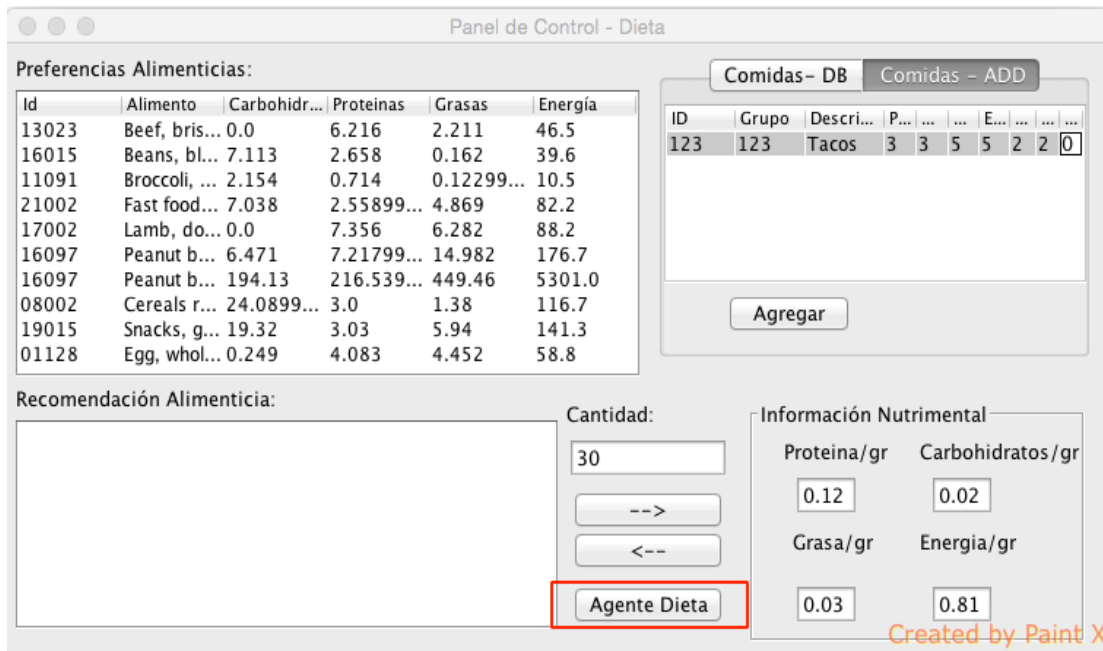 Panel de Control - Dieta
Preferencias Alimenticias:
Id Alimento Carbohidr... Proteinas Grasas Energía
13023 Beef, bris... 0.0 6.216 2.211 46.5
16015 Beans, bl... 7.113 2.658 0.162 39.6
11091 Broccoli, ... 2.154 0.714 0.12299... 10.5
21002 Fast food... 7.038 2.55899... 4.869 82.2
17002 Lamb, do... 0.0 7.356 6.282 88.2
16097 Peanut b... 6.471 7.21799... 14.982 176.7
16097 Peanut b... 194.13 216.539... 449.46 5301.0
08002 Cereals r... 24.0899... 3.0 1.38 116.7
19015 Snacks, g... 19.32 3.03 5.94 141.3
01128 Egg, whol... 0.249 4.083 4.452 58.8
Comidas- DB Comidas - ADD
ID Grupo Descri... P... ... ... E... ... ... ...
123 123 Tacos 3 3 5 5 2 2 0
Agregar
Recomendación Alimenticia:
Cantidad:
30
-->
<--
Agente Dieta
Información Nutrimental
Proteina/gr Carbohidratos/gr
0.12 0.02
Grasa/gr Energia/gr
0.03 0.81
Created by Paint X